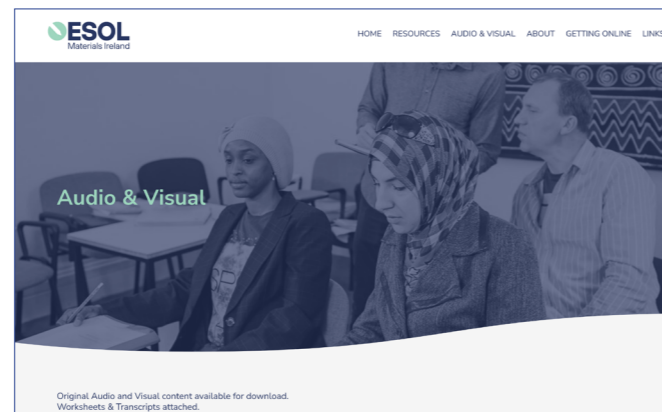 ESOL
Materials Ireland
HOME RESOURCES AUDIO & VISUAL ABOUT GETTING ONLINE LINKS
Audio & Visual
Original Audio and Visual content available for download.
Worksheets & Transcripts attached.